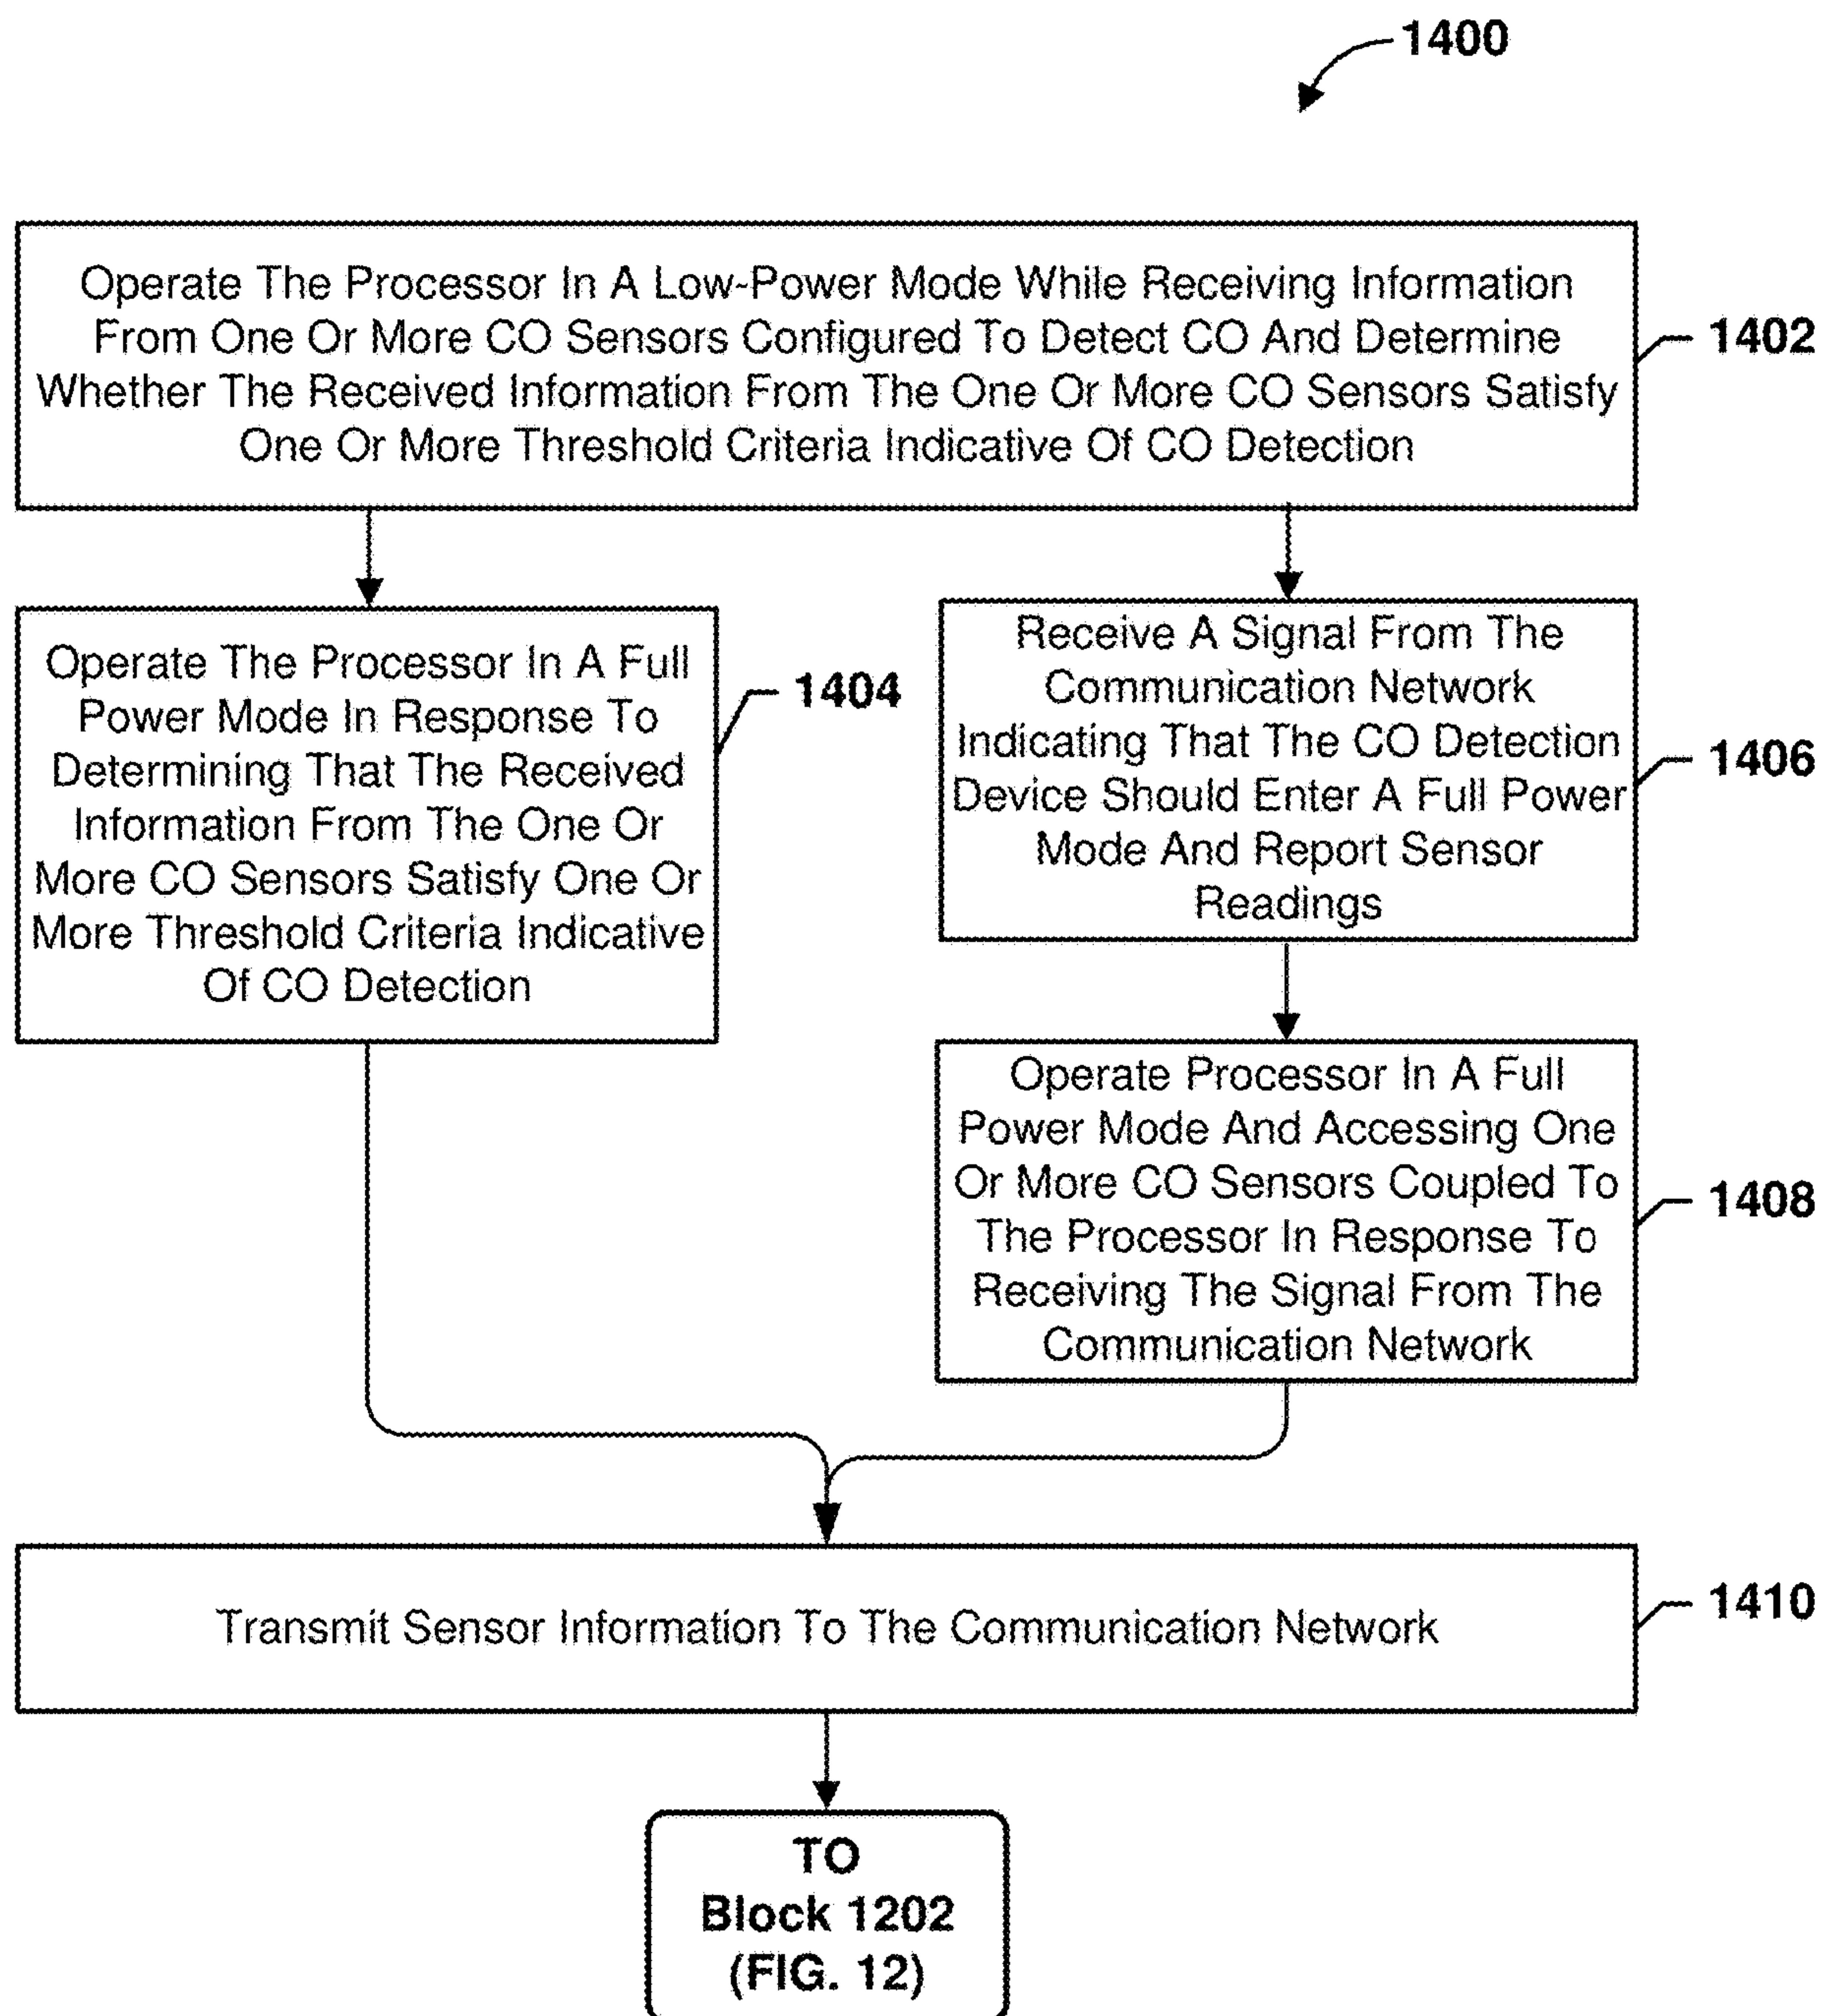 1400
Operate The Processor In A Low-Power Mode While Receiving Information
From One Or More CO Sensors Configured To Detect CO And Determine
Whether The Received Information From The One Or More CO Sensors Satisfy
One Or More Threshold Criteria Indicative Of CO Detection
1402
Operate The Processor In A Full
Power Mode In Response To
Determining That The Received
Information From The One Or
More CO Sensors Satisfy One Or
More Threshold Criteria Indicative
Of CO Detection
1404
Receive A Signal From The
Communication Network
Indicating That The CO Detection
Device Should Enter A Full Power
Mode And Report Sensor
Readings
1406
Operate Processor In A Full
Power Mode And Accessing One
Or More CO Sensors Coupled To
The Processor In Response To
Receiving The Signal From The
Communication Network
1408
Transmit Sensor Information To The Communication Network
1410
TO
Block 1202
(FIG. 12)